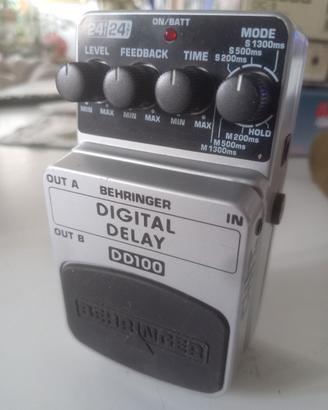 24 24
ON/BATT
MODE
LEVEL FEEDBACK TIME
S 1300ms
S 500ms
S 200ms
MIN MAX MIN MAX MIN MAX
HOLD
M 200ms
M 500ms
M 1300ms
OUT A
BEHRINGER
IN
DIGITAL
DELAY
OUT B
DD100
BEHRINGER